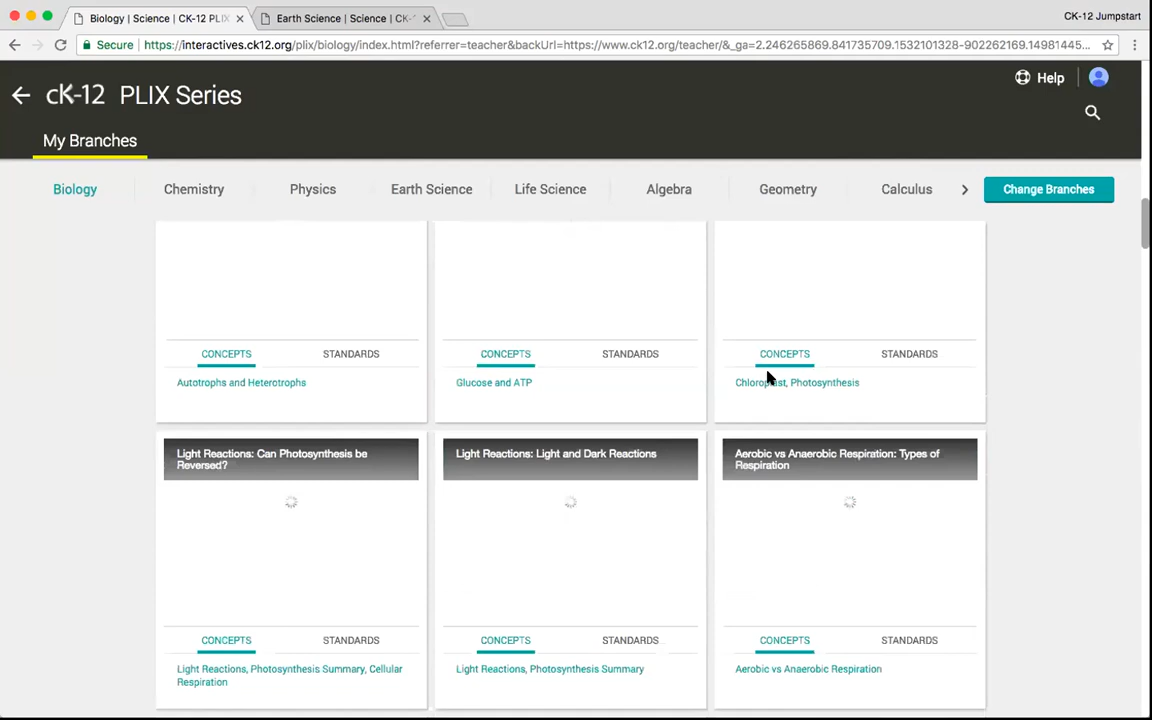 Biology | Science | CK-12 PLIX
Earth Science | Science | CK-
CK-12 Jumpstart
Secure https://interactives.ck12.org/plix/biology/index.html?referrer=teacher&backUrl=https://www.ck12.org/teacher/&_ga=2.246265869.841735709.1532101328-902262169.14981445...
Help
cK-12 PLIX Series
My Branches
Biology Chemistry Physics Earth Science Life Science Algebra Geometry Calculus Change Branches
CONCEPTS STANDARDS CONCEPTS STANDARDS CONCEPTS STANDARDS
Autotrophs and Heterotrophs Glucose and ATP Chloroplast, Photosynthesis
Light Reactions: Can Photosynthesis be
Reversed?
Light Reactions: Light and Dark Reactions
Aerobic vs Anaerobic Respiration: Types of
Respiration
CONCEPTS STANDARDS CONCEPTS STANDARDS CONCEPTS STANDARDS
Light Reactions, Photosynthesis Summary, Cellular
Respiration
Light Reactions, Photosynthesis Summary
Aerobic vs Anaerobic Respiration